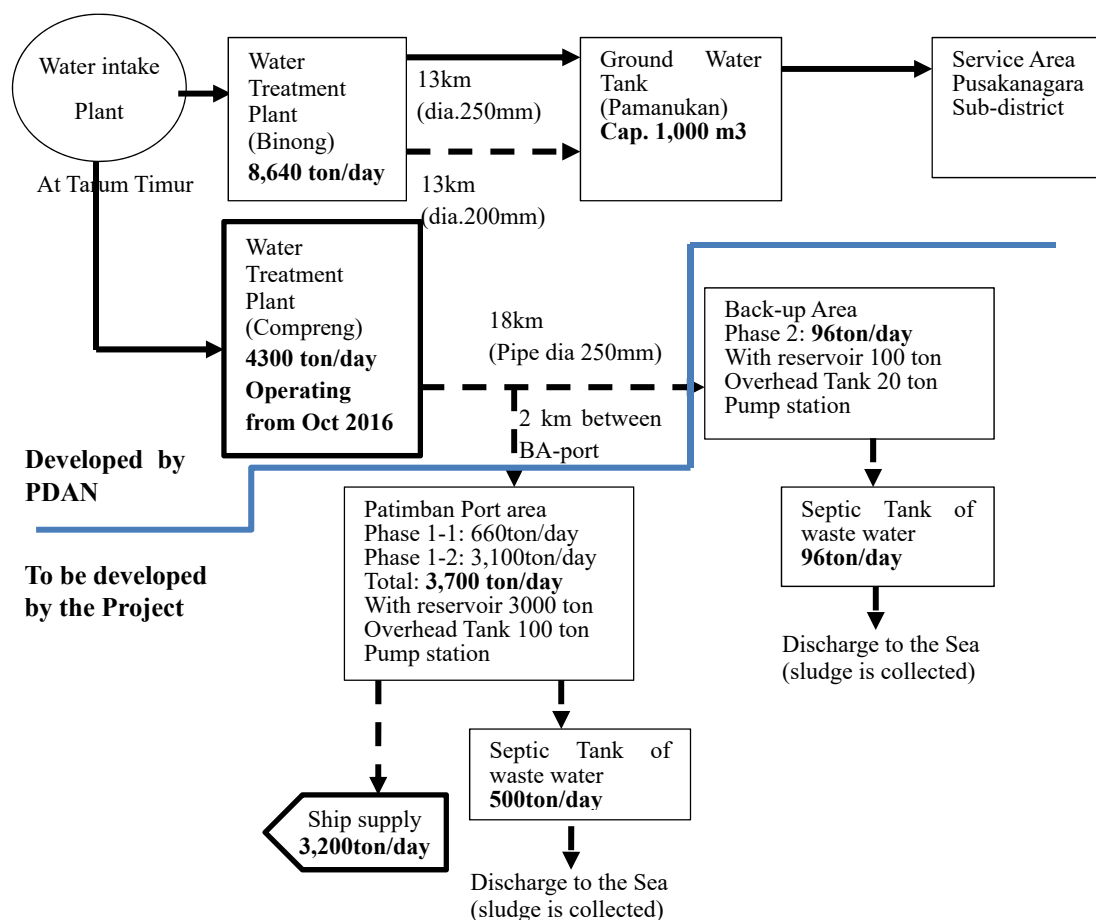 Water intake
Plant
At Tarum Timur
Water
Treatment
Plant
(Binong)
8,640 ton/day
13km
(dia.250mm)
13km
(dia.200mm)
Ground Water
Tank
(Pamanukan)
Cap. 1,000 m3
Service Area
Pusakanagara
Sub-district
Water
Treatment
Plant
(Compreng)
4300 ton/day
Operating
from Oct 2016
18km
(Pipe dia 250mm)
2 km between
BA-port
Back-up Area
Phase 2: 96ton/day
With reservoir 100 ton
Overhead Tank 20 ton
Pump station
Developed by
PDAN
To be developed
by the Project
Patimban Port area
Phase 1-1: 660ton/day
Phase 1-2: 3,100ton/day
Total: 3,700 ton/day
With reservoir 3000 ton
Overhead Tank 100 ton
Pump station
Septic Tank of
waste water
96ton/day
Discharge to the Sea
(sludge is collected)
Septic Tank of
waste water
500ton/day
Ship supply
3,200ton/day
Discharge to the Sea
(sludge is collected)